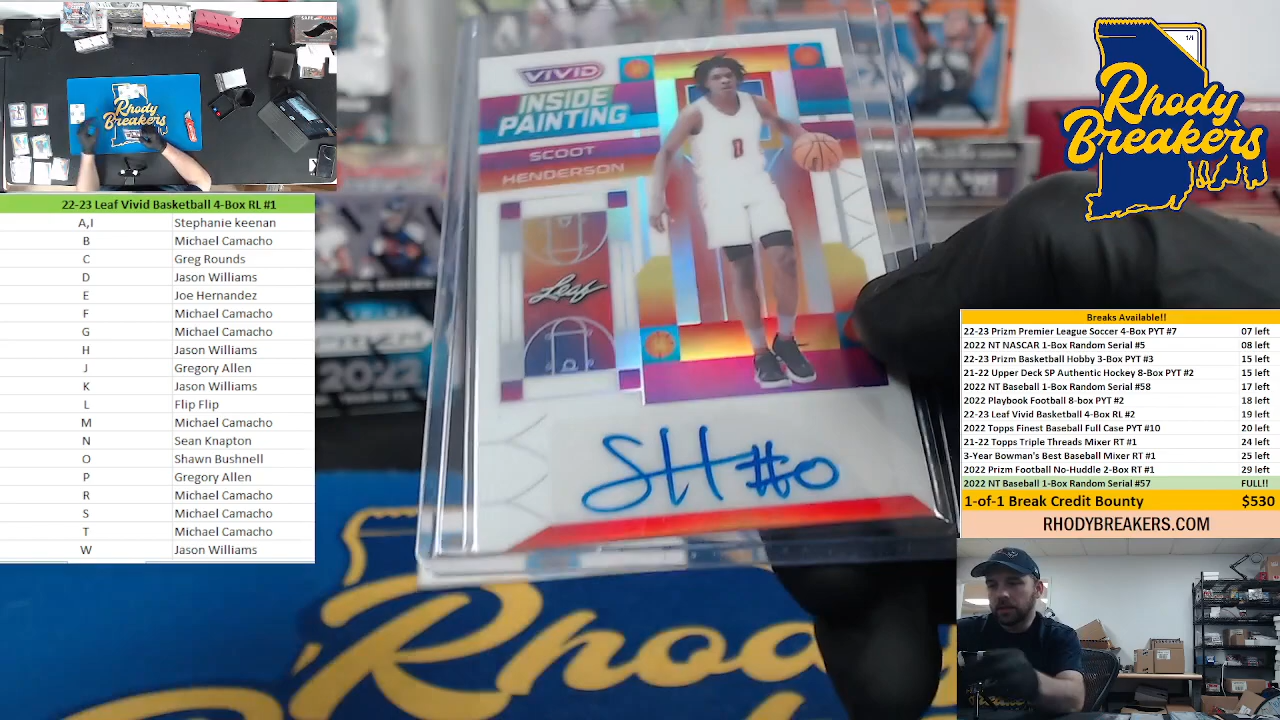 22-23 Leaf Vivid Basketball 4-Box RL #1
A,I Stephanie keenan
B Michael Camacho
C Greg Rounds
D Jason Williams
E Joe Hernandez
F Michael Camacho
G Michael Camacho
H Jason Williams
J Gregory Allen
K Jason Williams
L Flip Flip
M Michael Camacho
N Sean Knapton
O Shawn Bushnell
P Gregory Allen
R Michael Camacho
S Michael Camacho
T Michael Camacho
W Jason Williams
Rhody
Breakers
VIVID
INSIDE
PAINTING
SCOOT
HENDERSON
0
Leaf
SH #0
2022
Rhody
1/1
Rhody
Breakers
Breaks Available!!
22-23 Prizm Premier League Soccer 4-Box PYT #7 07 left
2022 NT NASCAR 1-Box Random Serial #5 08 left
22-23 Prizm Basketball Hobby 3-Box PYT #3 15 left
21-22 Upper Deck SP Authentic Hockey 8-Box PYT #2 15 left
2022 NT Baseball 1-Box Random Serial #58 17 left
2022 Playbook Football 8-box PYT #2 18 left
22-23 Leaf Vivid Basketball 4-Box RL #2 19 left
2022 Topps Finest Baseball Full Case PYT #10 20 left
21-22 Topps Triple Threads Mixer RT #1 24 left
3-Year Bowman's Best Baseball Mixer RT #1 25 left
2022 Prizm Football No-Huddle 2-Box RT #1 29 left
2022 NT Baseball 1-Box Random Serial #57 FULL!!
1-of-1 Break Credit Bounty $530
RHODYBREAKERS.COM